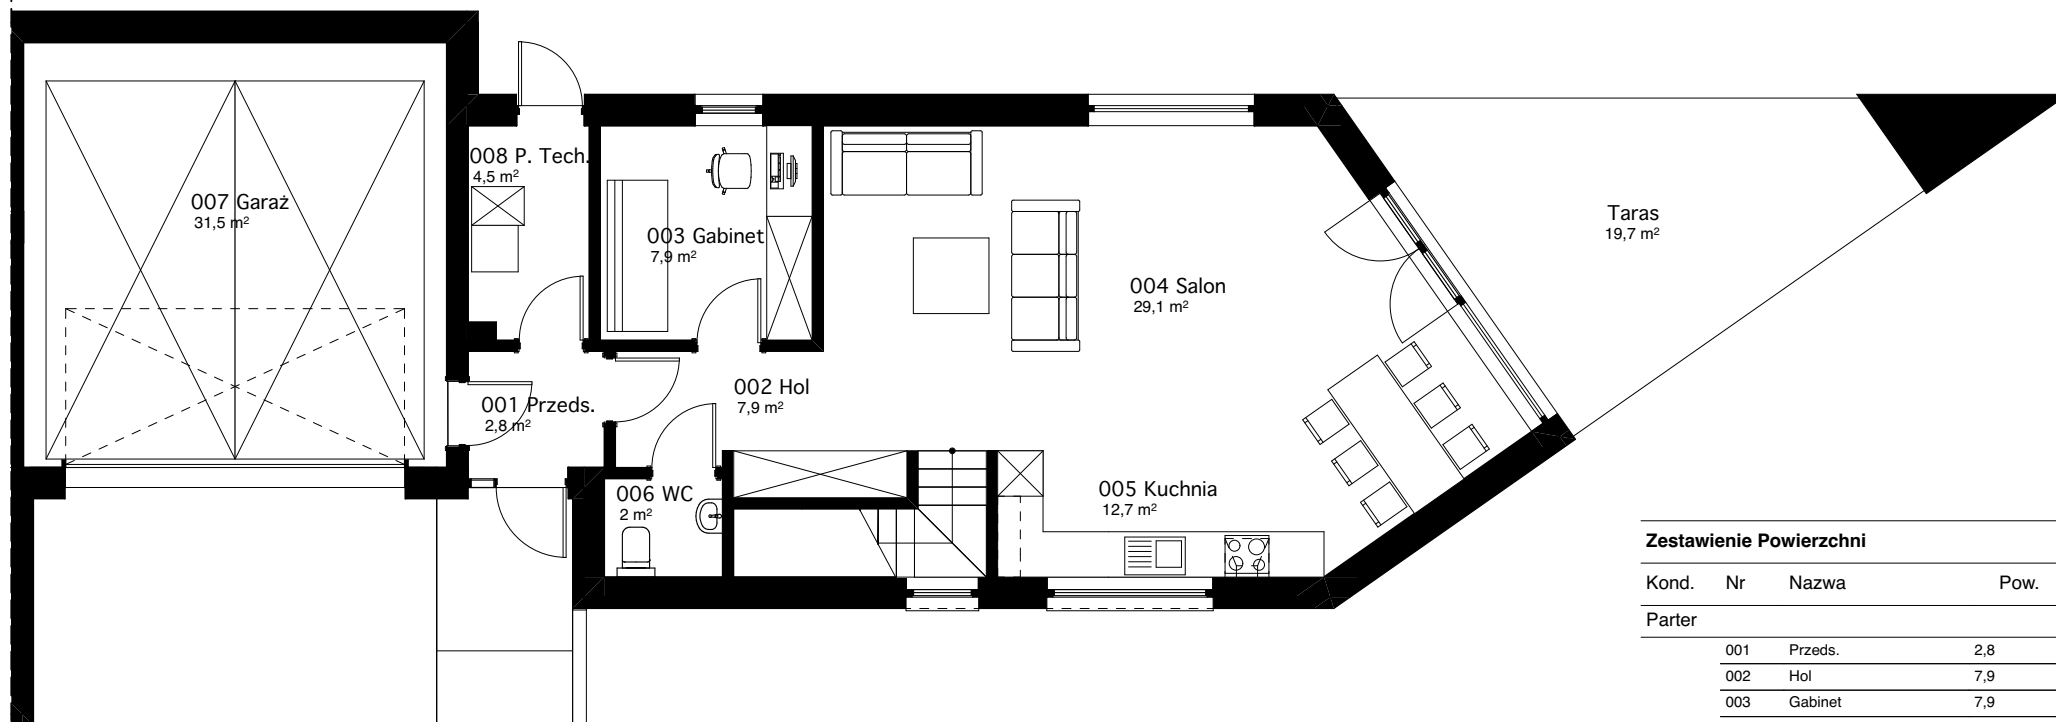 008 P. Tech.
4,5 m²
007 Garaż
31,5 m²
003 Gabinet
7,9 m²
Taras
19,7 m²
004 Salon
29,1 m²
002 Hol
7,9 m²
001 Przeds.
2,8 m²
006 WC
2 m²
005 Kuchnia
12,7 m²
Zestawienie Powierzchni
Kond. Nr Nazwa Pow.
Parter
001 Przeds. 2,8
002 Hol 7,9
003 Gabinet 7,9